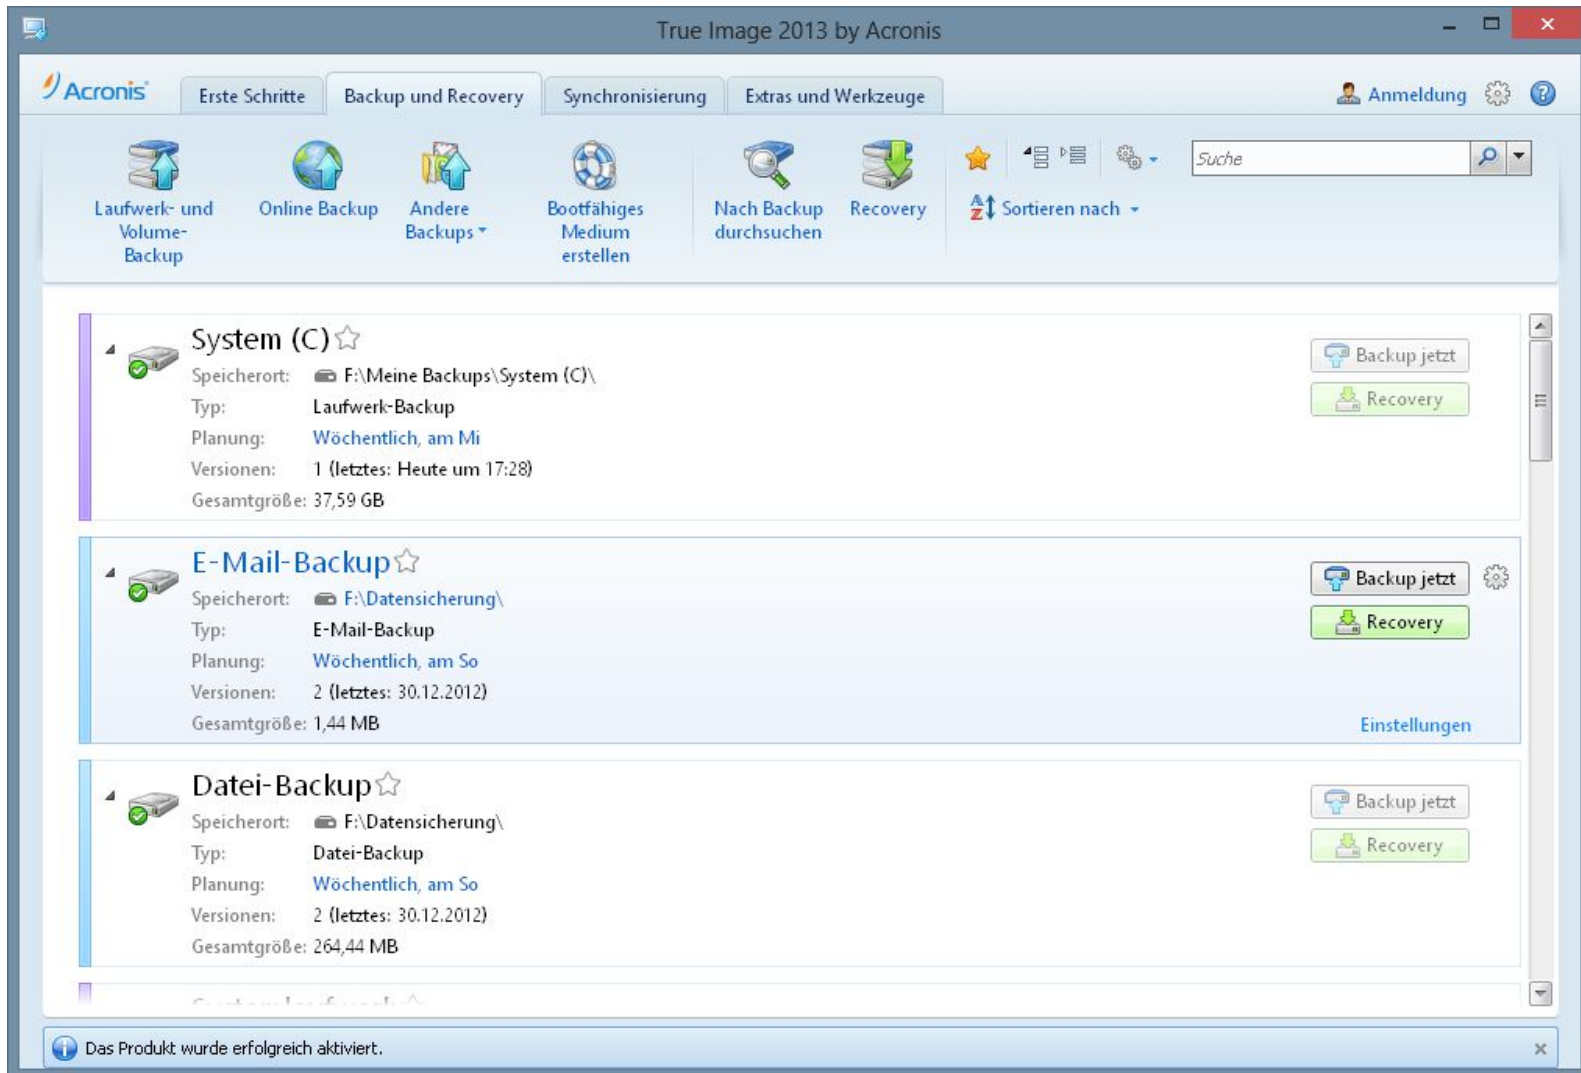 True Image 2013 by Acronis
Acronis
Erste Schritte
Backup und Recovery
Synchronisierung
Extras und Werkzeuge
Anmeldung
Laufwerk- und
Volume-
Backup
Online Backup
Andere
Backups
Bootfähiges
Medium
erstellen
Nach Backup
durchsuchen
Recovery
Sortieren nach
Suche
System (C)
Speicherort: F:\Meine Backups\System (C)\
Typ: Laufwerk-Backup
Planung: Wöchentlich, am Mi
Versionen: 1 (letztes: Heute um 17:28)
Gesamtgröße: 37,59 GB
Backup jetzt
Recovery
E-Mail-Backup
Speicherort: F:\Datensicherung\
Typ: E-Mail-Backup
Planung: Wöchentlich, am So
Versionen: 2 (letztes: 30.12.2012)
Gesamtgröße: 1,44 MB
Backup jetzt
Recovery
Einstellungen
Datei-Backup
Speicherort: F:\Datensicherung\
Typ: Datei-Backup
Planung: Wöchentlich, am So
Versionen: 2 (letztes: 30.12.2012)
Gesamtgröße: 264,44 MB
Backup jetzt
Recovery
Das Produkt wurde erfolgreich aktiviert.